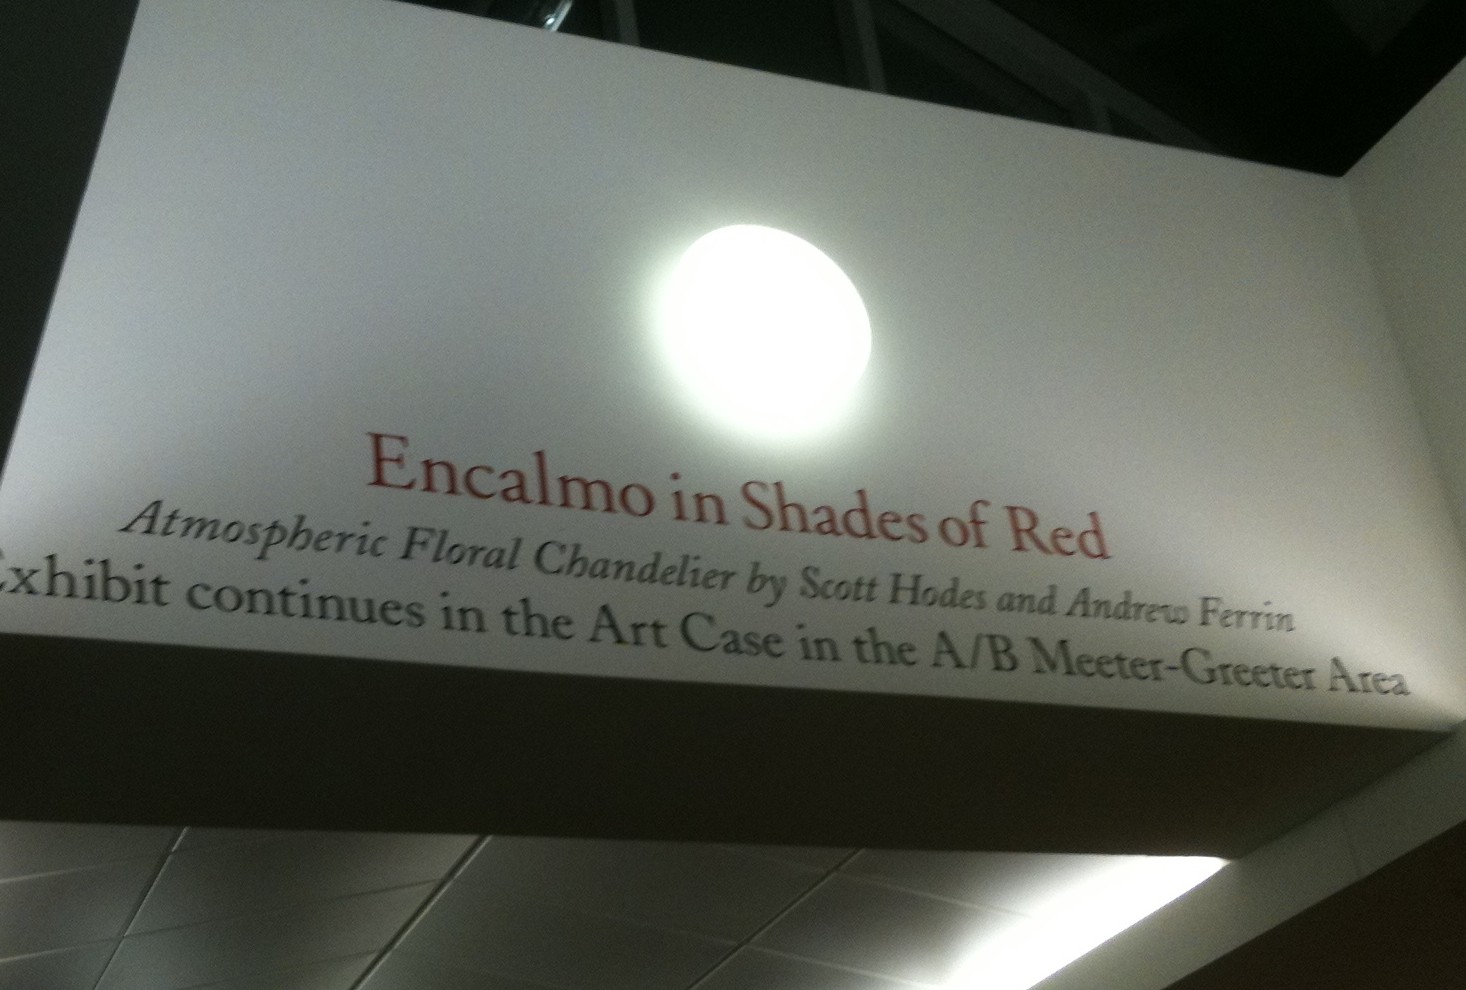 Encalmo in Shades of Red
Atmospheric Floral Chandelier by Scott Hodes and Andrew Ferrin
Exhibit continues in the Art Case in the A/B Meeter-Greeter Area